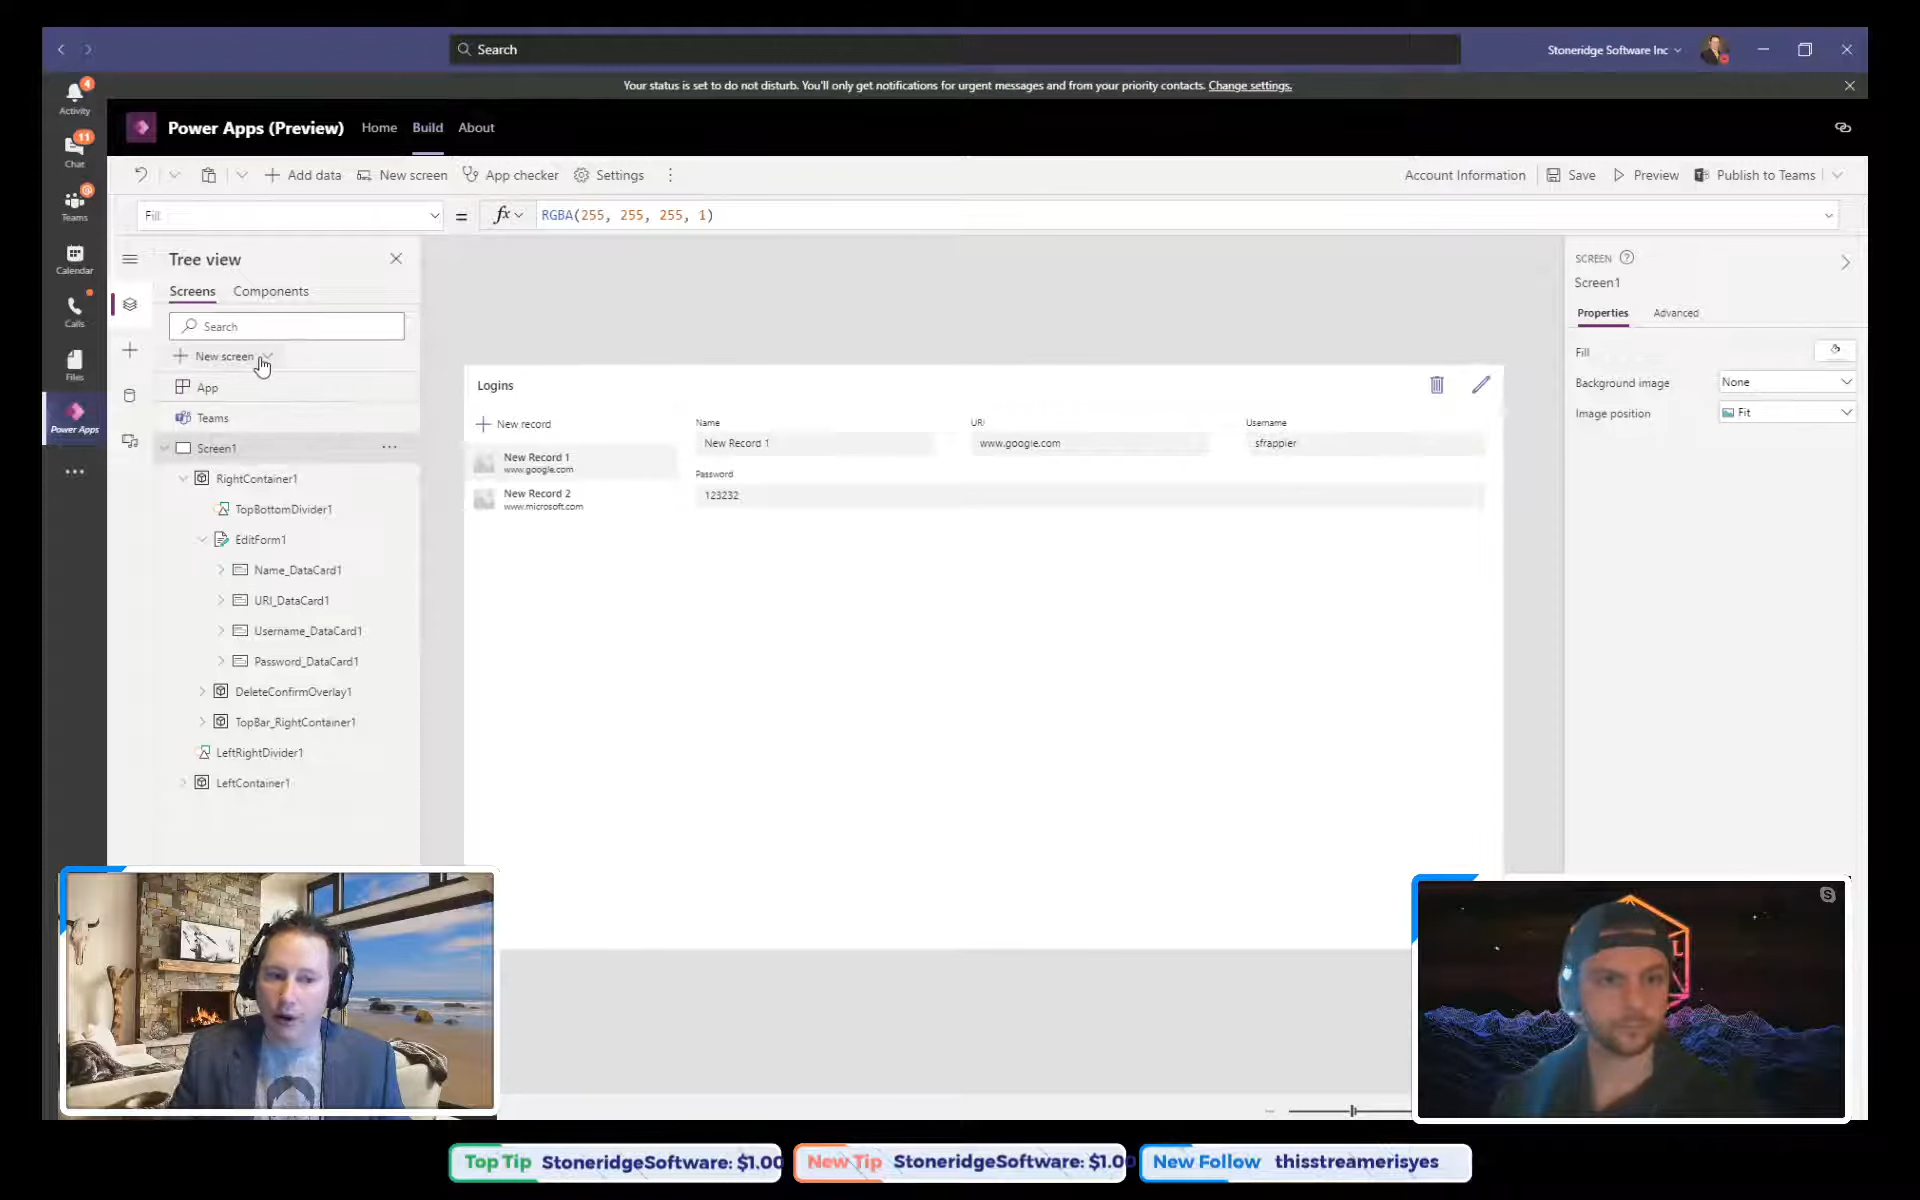 Search
Stoneridge Software Inc
Your status is set to do not disturb. You'll only get notifications for urgent messages and from your priority contacts. Change settings.
4
Activity
Power Apps (Preview)
Home
Build
About
11
Chat
Add data
New screen
App checker
Settings
Account Information
Save
Preview
Publish to Teams
@
Teams
Fill
=
fx
RGBA(255, 255, 255, 1)
Calendar
Calls
Files
Power Apps
Tree view
Screens
Components
Search
New screen
App
Teams
Screen1
RightContainer1
TopBottomDivider1
EditForm1
Name_DataCard1
URI_DataCard1
Username_DataCard1
Password_DataCard1
DeleteConfirmOverlay1
TopBar_RightContainer1
LeftRightDivider1
LeftContainer1
Logins
New record
New Record 1
www.google.com
New Record 2
www.microsoft.com
Name
New Record 1
URI
www.google.com
Username
sfrappier
Password
123232
SCREEN
Screen1
Properties
Advanced
Fill
Background image
None
Image position
Fit
Top Tip StoneridgeSoftware: $1.00
New Tip StoneridgeSoftware: $1.00
New Follow thisstreamerisyes